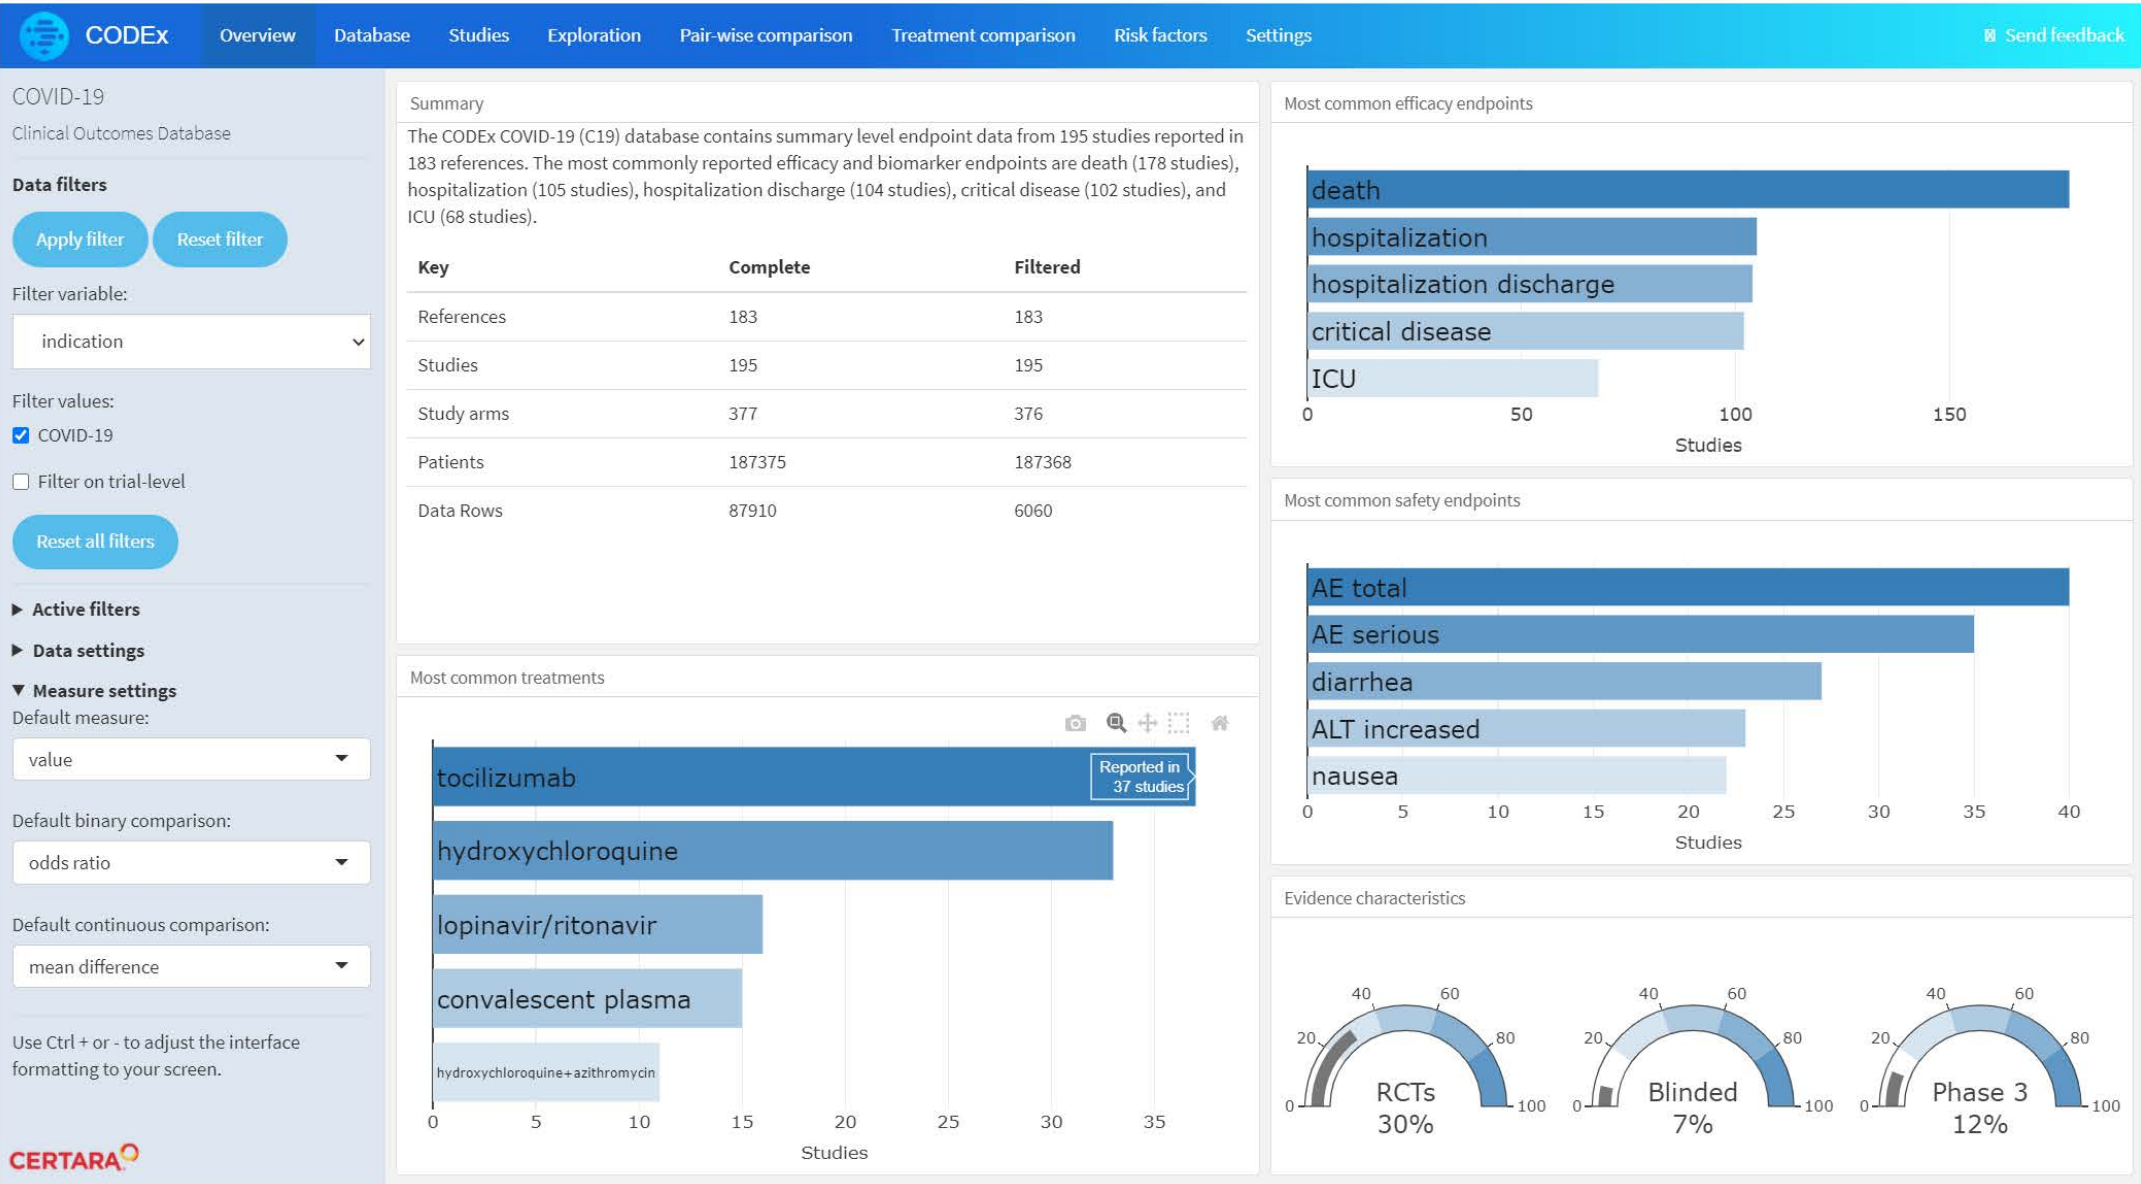 CODEx
Overview
Database
Studies
Exploration
Pair-wise comparison
Treatment comparison
Risk factors
Settings
Send feedback
COVID-19
Clinical Outcomes Database
Data filters
Apply filter
Reset filter
Filter variable:
indication
Filter values:
COVID-19
Filter on trial-level
Reset all filters
Active filters
Data settings
Measure settings
Default measure:
value
Default binary comparison:
odds ratio
Default continuous comparison:
mean difference
Use Ctrl + or - to adjust the interface
formatting to your screen.
CERTARA
Summary
The CODEx COVID-19 (C19) database contains summary level endpoint data from 195 studies reported in
183 references. The most commonly reported efficacy and biomarker endpoints are death (178 studies),
hospitalization (105 studies), hospitalization discharge (104 studies), critical disease (102 studies), and
ICU (68 studies).
Key Complete Filtered
References 183 183
Studies 195 195
Study arms 377 376
Patients 187375 187368
Data Rows 87910 6060
Most common treatments
tocilizumab
Reported in
37 studies
hydroxychloroquine
lopinavir/ritonavir
convalescent plasma
hydroxychloroquine+azithromycin
0 5 10 15 20 25 30 35
Studies
Most common efficacy endpoints
death
hospitalization
hospitalization discharge
critical disease
ICU
0 50 100 150
Studies
Most common safety endpoints
AE total
AE serious
diarrhea
ALT increased
nausea
0 5 10 15 20 25 30 35 40
Studies
Evidence characteristics
0 20 40 60 80 100
RCTs
30%
0 20 40 60 80 100
Blinded
7%
0 20 40 60 80 100
Phase 3
12%